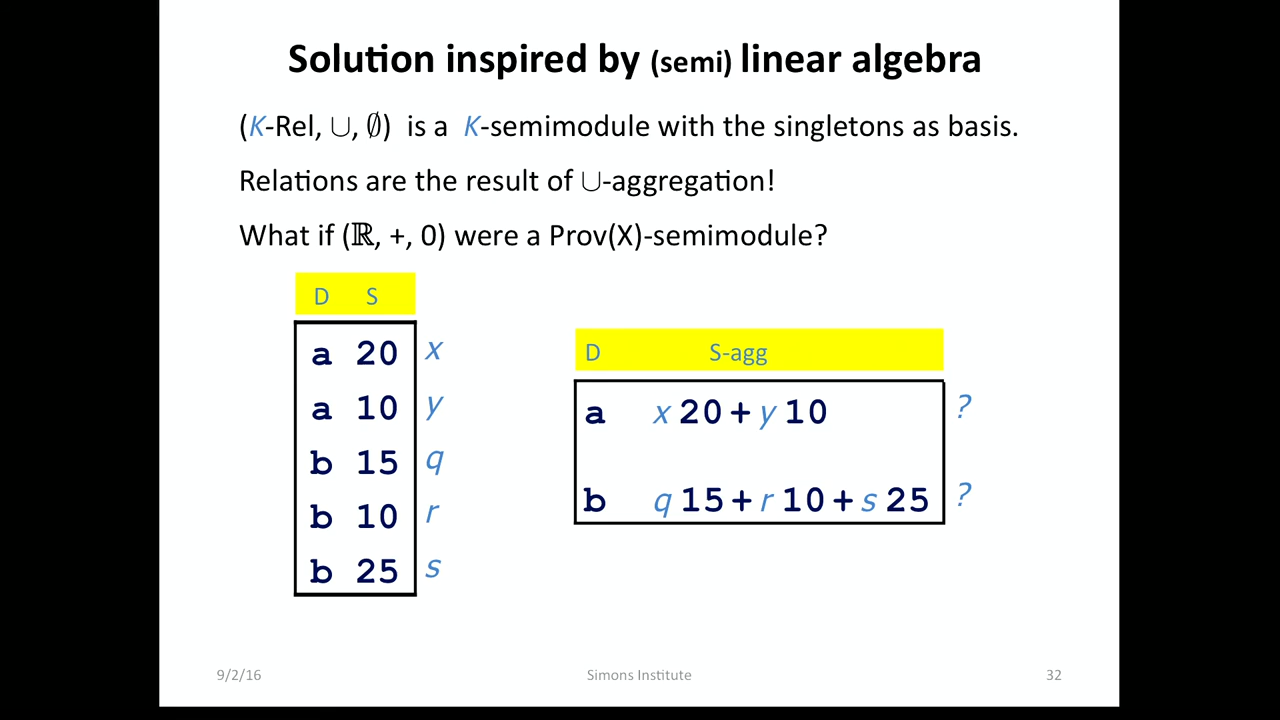 Solution inspired by (semi) linear algebra
(K-Rel, ∪, ∅) is a K-semimodule with the singletons as basis.
Relations are the result of ∪-aggregation!
What if (ℝ, +, 0) were a Prov(X)-semimodule?
D S
a 20 x
a 10 y
b 15 q
b 10 r
b 25 s
D S-agg
a x 20 + y 10 ?
b q 15 + r 10 + s 25 ?
9/2/16 Simons Institute 32